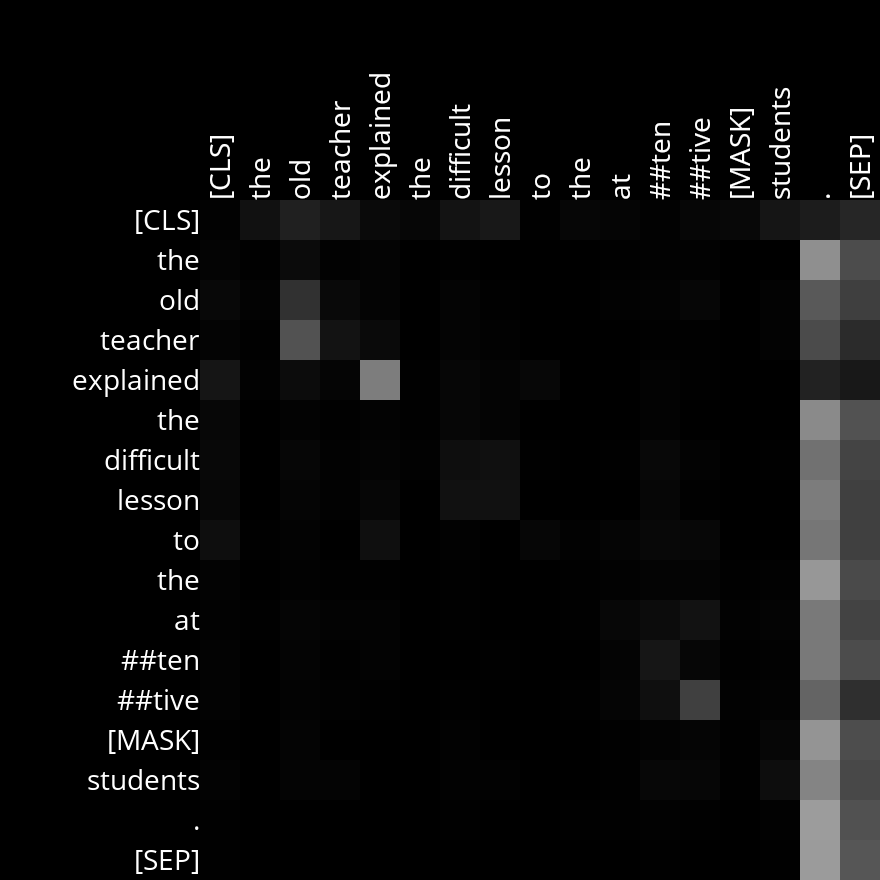 [CLS] the old teacher explained the difficult lesson to the at ##ten ##tive [MASK] students . [SEP]
[CLS]
the
old
teacher
explained
the
difficult
lesson
to
the
at
##ten
##tive
[MASK]
students
.
[SEP]